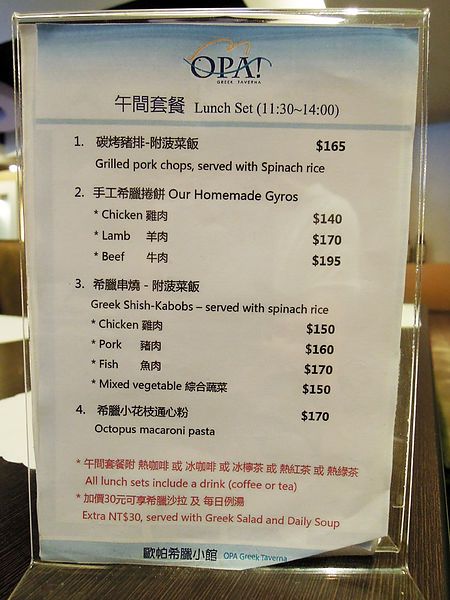 OPA!
GREEK TAVERNA
午間套餐 Lunch Set (11:30~14:00)
1. 碳烤豬排-附菠菜飯 $165
Grilled pork chops, served with Spinach rice
2. 手工希臘捲餅 Our Homemade Gyros
* Chicken 雞肉 $140
* Lamb 羊肉 $170
* Beef 牛肉 $195
3. 希臘串燒 - 附菠菜飯
Greek Shish-Kabobs – served with spinach rice
* Chicken 雞肉 $150
* Pork 豬肉 $160
* Fish 魚肉 $170
* Mixed vegetable 綜合蔬菜 $150
4. 希臘小花枝通心粉 $170
Octopus macaroni pasta
* 午間套餐附 熱咖啡 或 冰咖啡 或 冰檸茶 或 熱紅茶 或 熱綠茶
All lunch sets include a drink (coffee or tea)
* 加價30元可享希臘沙拉 及 每日例湯
Extra NT$30, served with Greek Salad and Daily Soup
歐帕希臘小館 OPA Greek Taverna